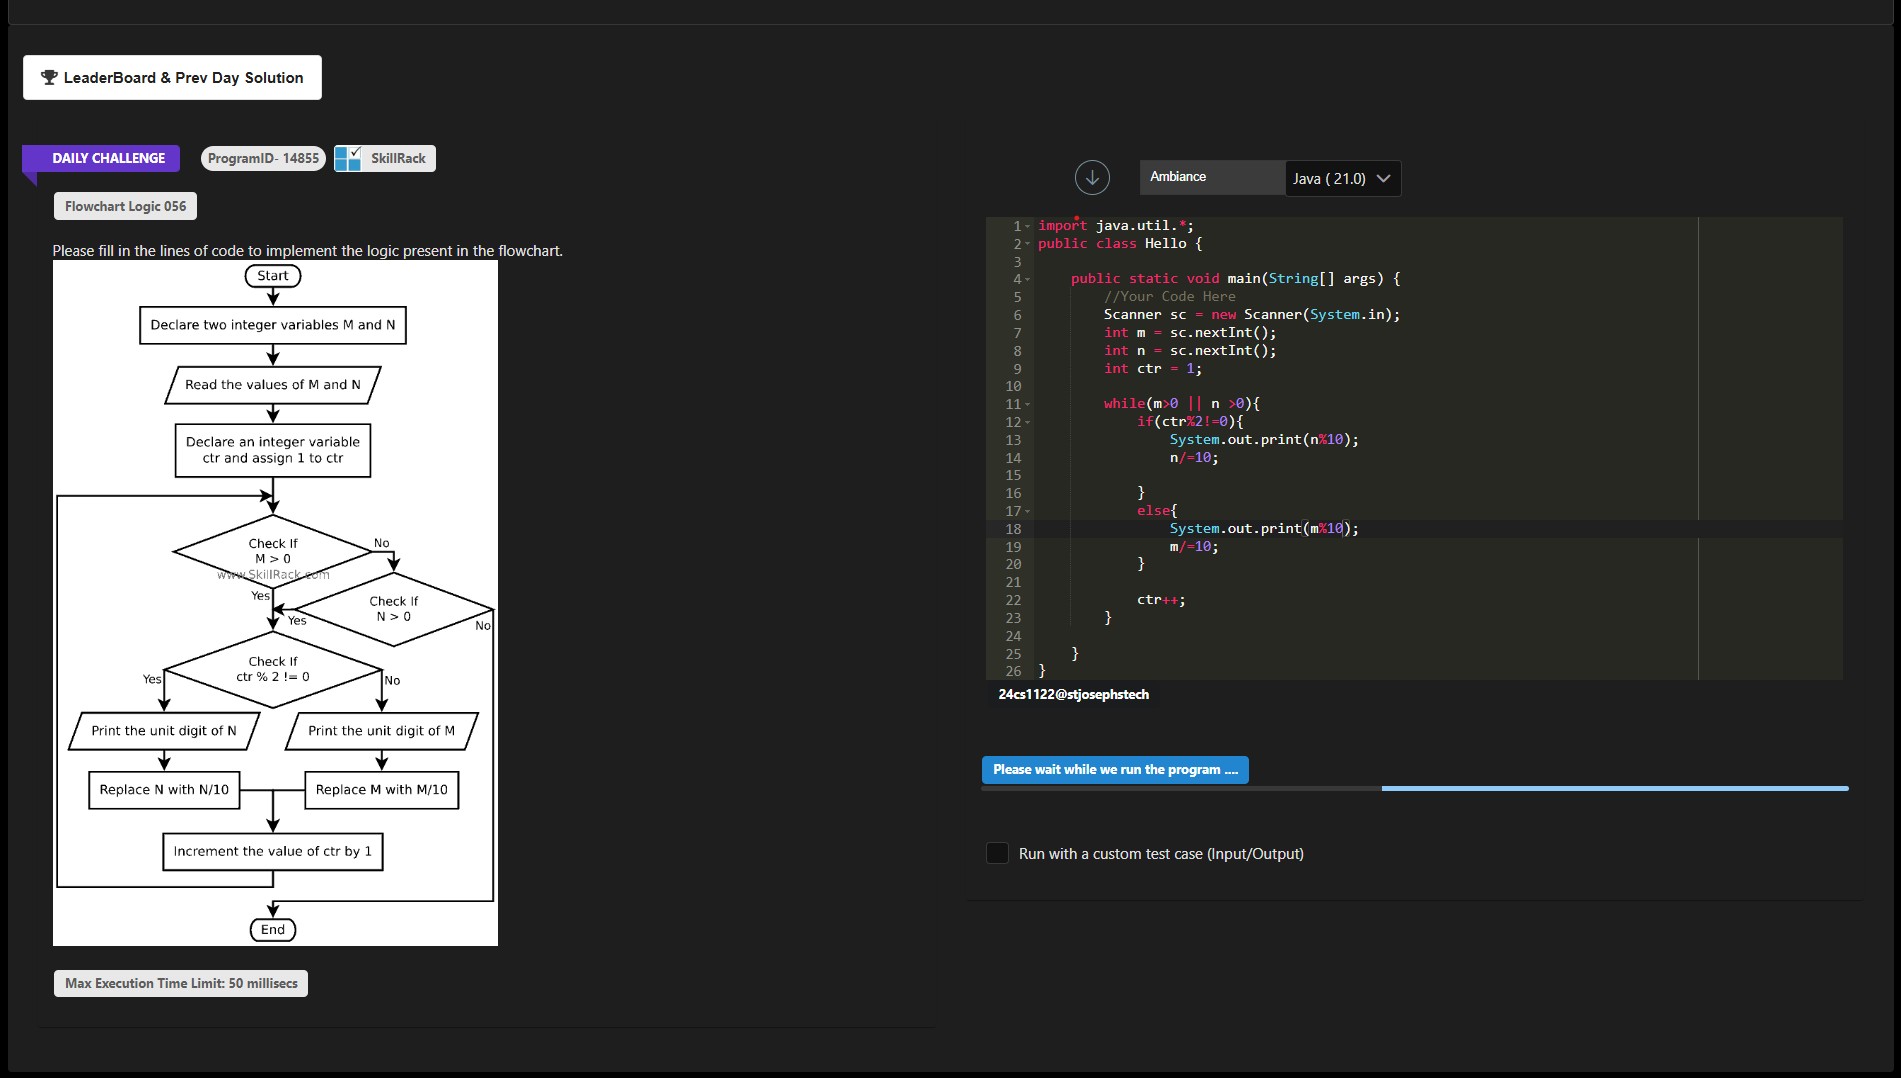 LeaderBoard & Prev Day Solution
DAILY CHALLENGE
ProgramID- 14855
SkillRack
Flowchart Logic 056
Please fill in the lines of code to implement the logic present in the flowchart.
Start
Declare two integer variables M and N
Read the values of M and N
Declare an integer variable
ctr and assign 1 to ctr
Check If
M > 0
No
www.SkillRack.com
Yes
Check If
N > 0
Yes
No
Check If
ctr % 2 != 0
Yes
No
Print the unit digit of N
Print the unit digit of M
Replace N with N/10
Replace M with M/10
Increment the value of ctr by 1
End
Max Execution Time Limit: 50 millisecs
Ambiance
Java ( 21.0)
1 import java.util.*;
2 public class Hello {
3
4     public static void main(String[] args) {
5         //Your Code Here
6         Scanner sc = new Scanner(System.in);
7         int m = sc.nextInt();
8         int n = sc.nextInt();
9         int ctr = 1;
10
11         while(m>0 || n >0){
12             if(ctr%2!=0){
13                 System.out.print(n%10);
14                 n/=10;
15
16             }
17             else{
18                 System.out.print(m%10);
19                 m/=10;
20             }
21
22             ctr++;
23         }
24
25     }
26 }
24cs1122@stjosephstech
Please wait while we run the program ....
Run with a custom test case (Input/Output)